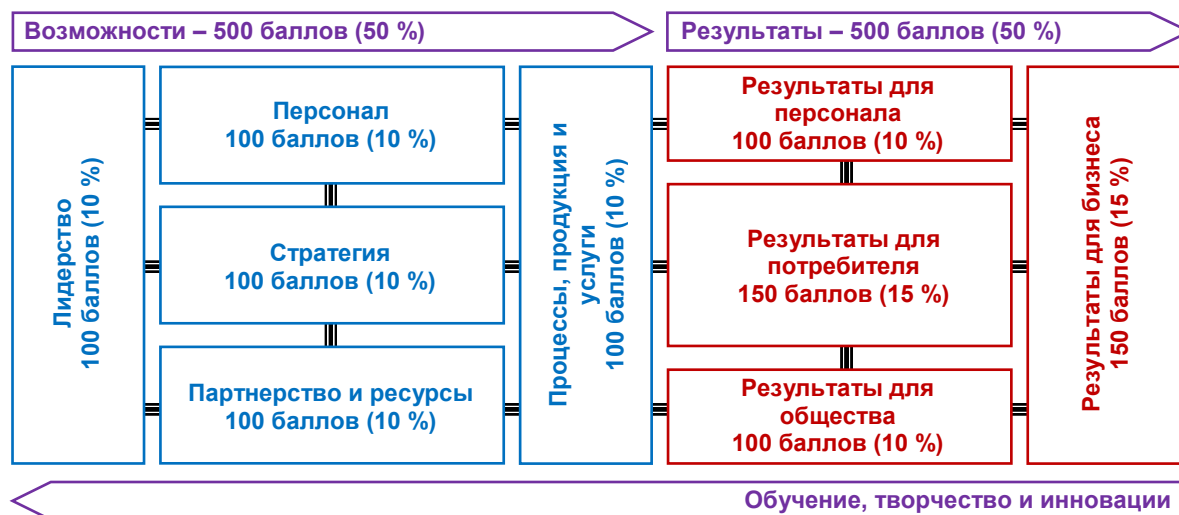 Возможности – 500 баллов (50 %)
Результаты – 500 баллов (50 %)
Лидерство
100 баллов (10 %)
Персонал
100 баллов (10 %)
Стратегия
100 баллов (10 %)
Партнерство и ресурсы
100 баллов (10 %)
Процессы, продукция и
услуги
100 баллов (10 %)
Результаты для
персонала
100 баллов (10 %)
Результаты для
потребителя
150 баллов (15 %)
Результаты для
общества
100 баллов (10 %)
Результаты для бизнеса
150 баллов (15 %)
Обучение, творчество и инновации